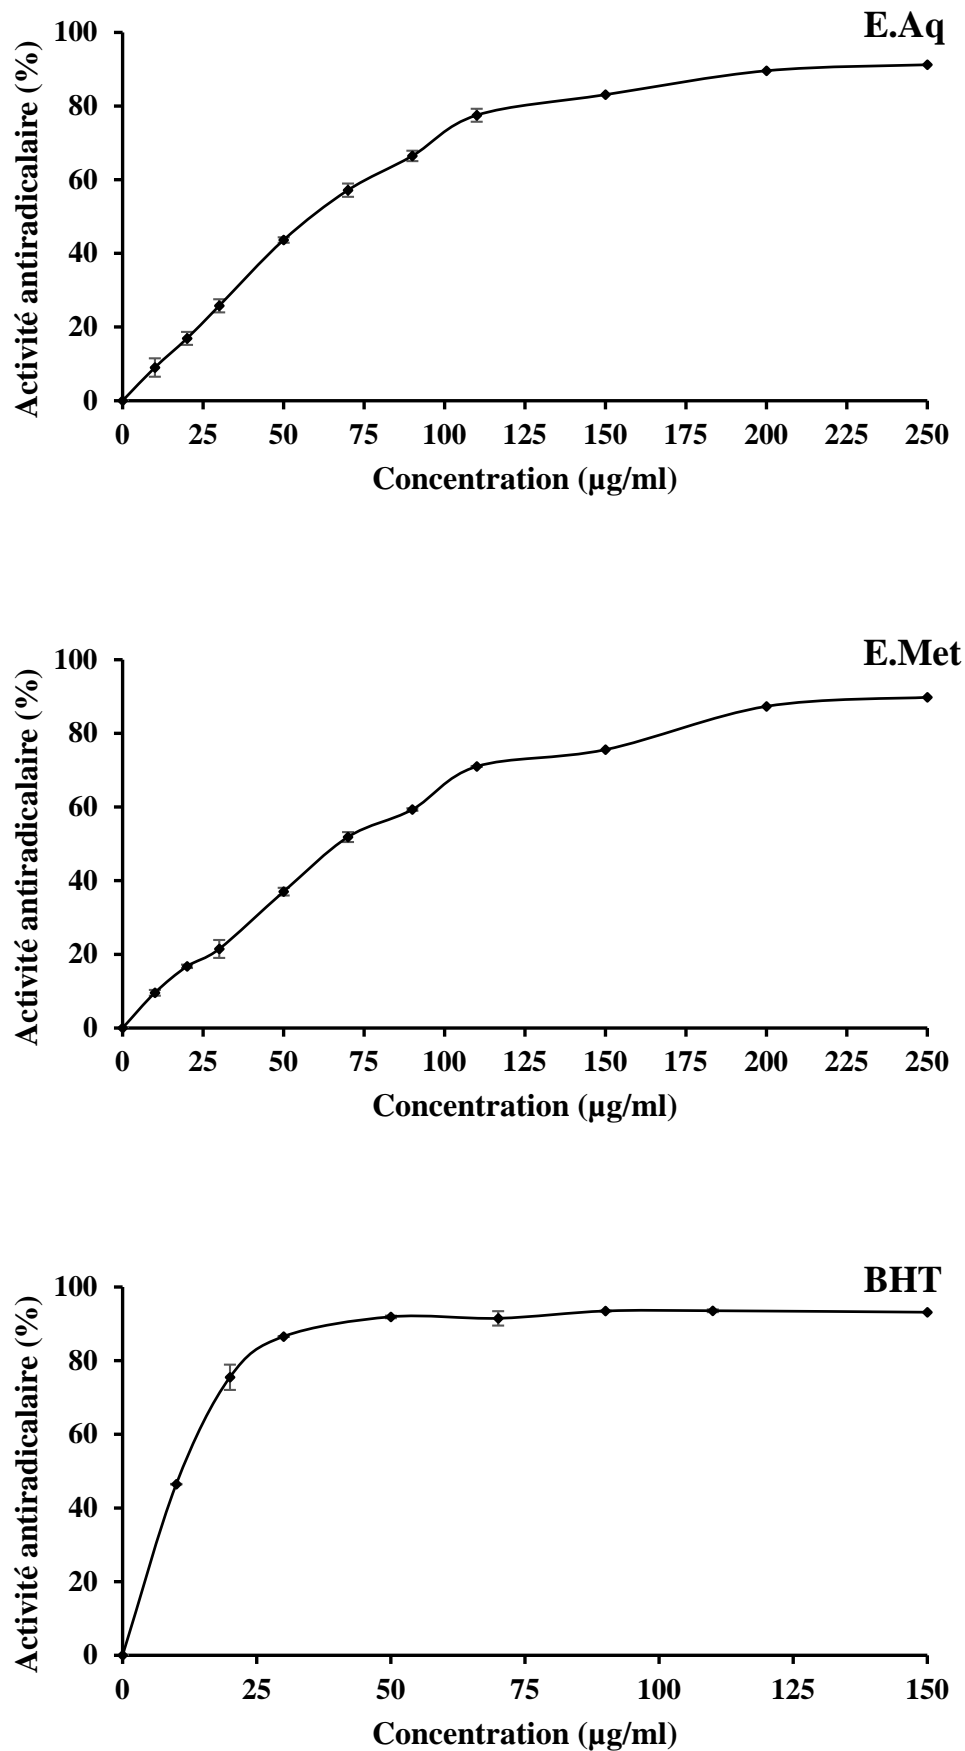 E.Aq
Activité antiradicalaire (%)
100
80
60
40
20
0
0 25 50 75 100 125 150 175 200 225 250
Concentration (µg/ml)
E.Met
Activité antiradicalaire (%)
100
80
60
40
20
0
0 25 50 75 100 125 150 175 200 225 250
Concentration (µg/ml)
BHT
Activité antiradicalaire (%)
100
80
60
40
20
0
0 25 50 75 100 125 150
Concentration (µg/ml)